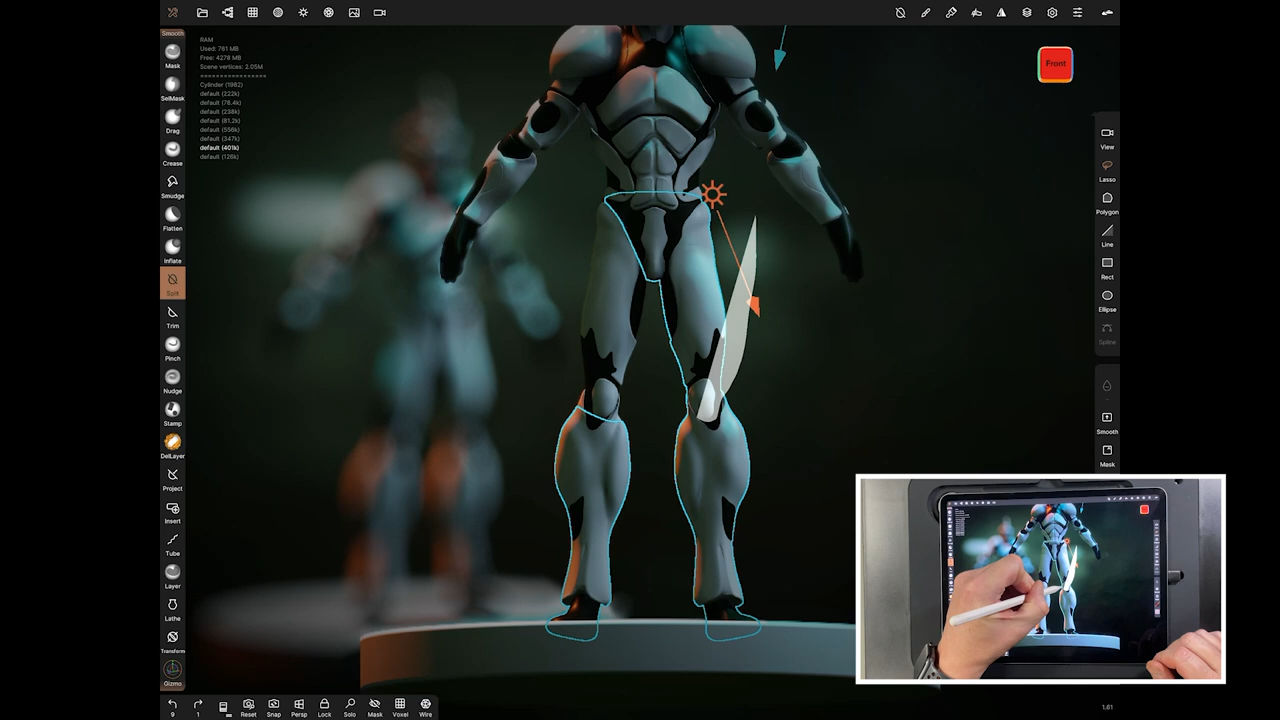 RAM
Used: 761 MB
Free: 4278 MB
Scene vertices: 2.05M
==================
Cylinder (1982)
default (222k)
default (78.4k)
default (238k)
default (81.2k)
default (556k)
default (347k)
default (401k)
default (126k)
Smooth
Mask
SelMask
Drag
Crease
Smudge
Flatten
Inflate
Split
Trim
Pinch
Nudge
Stamp
DelLayer
Project
Insert
Tube
Layer
Lathe
Transform
Gizmo
Front
View
Lasso
Polygon
Line
Rect
Ellipse
Spline
Smooth
Mask
9
1
Reset
Snap
Persp
Lock
Solo
Mask
Voxel
Wire
1.61